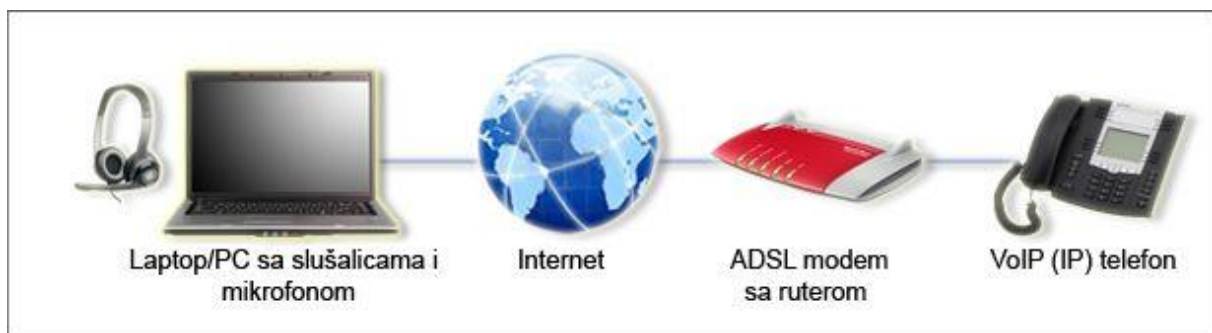 Laptop/PC sa slušalicama i
mikrofonom
Internet
ADSL modem
sa ruterom
VoIP (IP) telefon